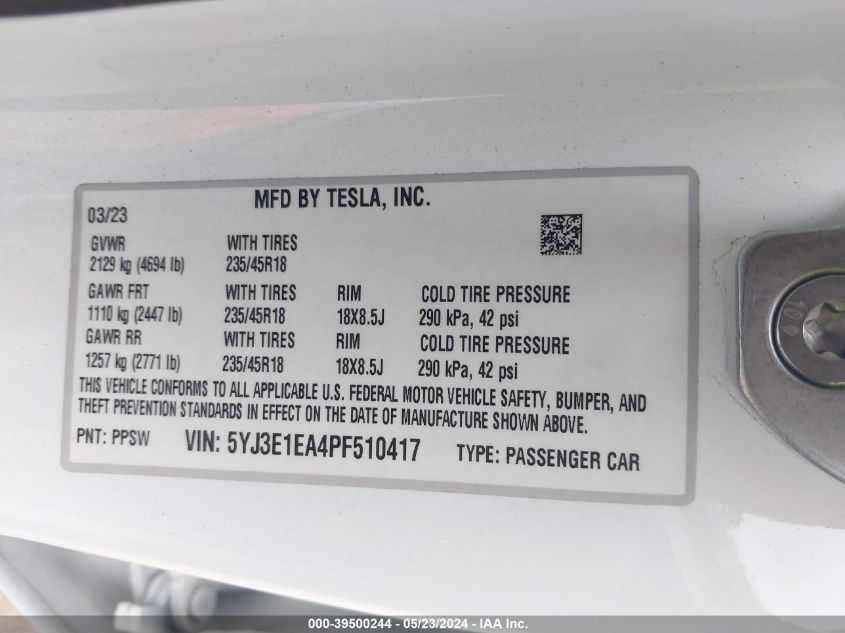 MFD BY TESLA, INC.
03/23
GVWR WITH TIRES
2129 kg (4694 lb) 235/45R18
GAWR FRT WITH TIRES RIM COLD TIRE PRESSURE
1110 kg (2447 lb) 235/45R18 18X8.5J 290 kPa, 42 psi
GAWR RR WITH TIRES RIM COLD TIRE PRESSURE
1257 kg (2771 lb) 235/45R18 18X8.5J 290 kPa, 42 psi
THIS VEHICLE CONFORMS TO ALL APPLICABLE U.S. FEDERAL MOTOR VEHICLE SAFETY, BUMPER, AND
THEFT PREVENTION STANDARDS IN EFFECT ON THE DATE OF MANUFACTURE SHOWN ABOVE.
PNT: PPSW VIN: 5YJ3E1EA4PF510417 TYPE: PASSENGER CAR
000-39500244 - 05/23/2024 - IAA Inc.